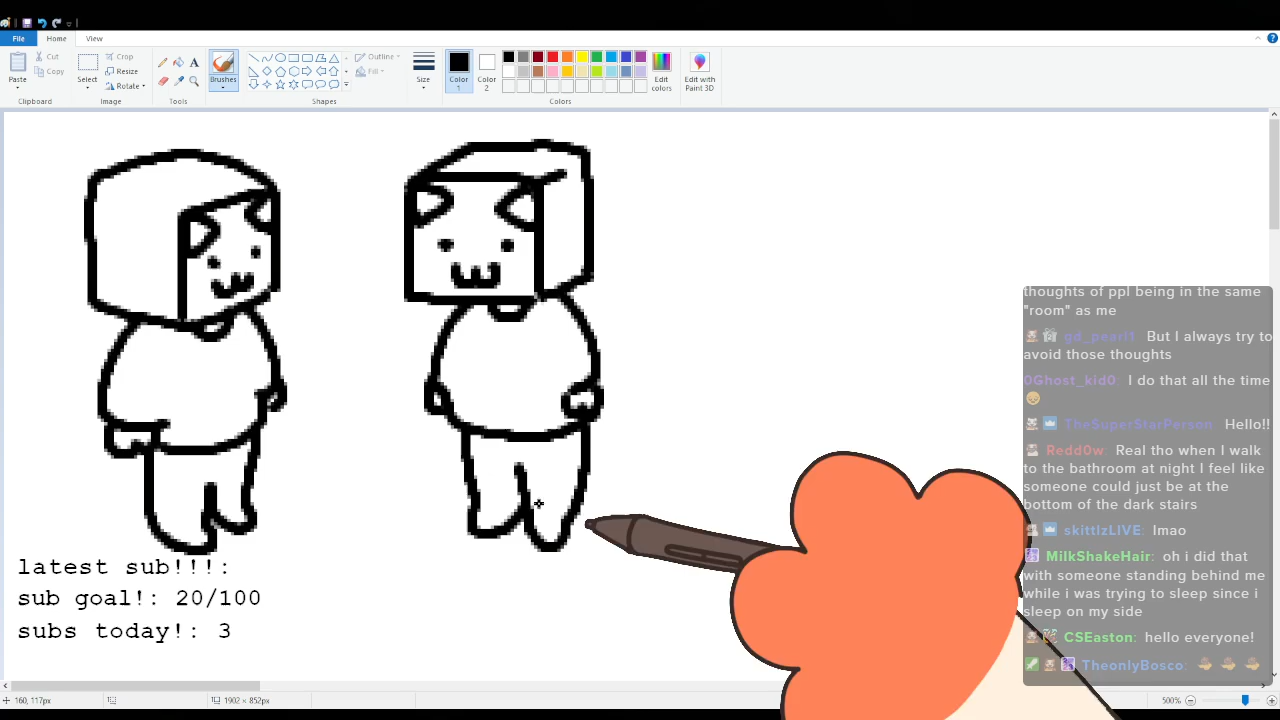 File
Home
View
Paste
Cut
Copy
Clipboard
Select
Crop
Resize
Rotate
Image
A
Tools
Brushes
Outline
Fill
Shapes
Size
Color 1
Color 2
Edit colors
Colors
Edit with Paint 3D
thoughts of ppl being in the same
"room" as me
gd_pearl1 But I always try to
avoid those thoughts
0Ghost_kid0 I do that all the time
TheSuperStarPerson: Hello!!
Redd0w: Real tho when I walk
to the bathroom at night I feel like
someone could just be at the
bottom of the dark stairs
skittlzLIVE: lmao
MilkShakeHair: oh i did that
with someone standing behind me
while i was trying to sleep since i
sleep on my side
CSEaston: hello everyone!
TheonlyBosco:
latest sub!!!:
sub goal!: 20/100
subs today!: 3
160, 117px
1902 × 852px
500%